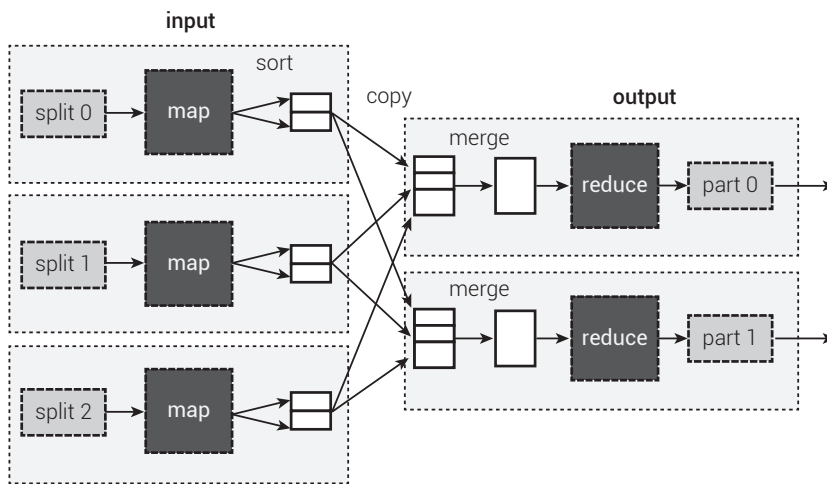 input
sort
split 0
map
copy
output
merge
reduce
part 0
split 1
map
merge
reduce
part 1
split 2
map